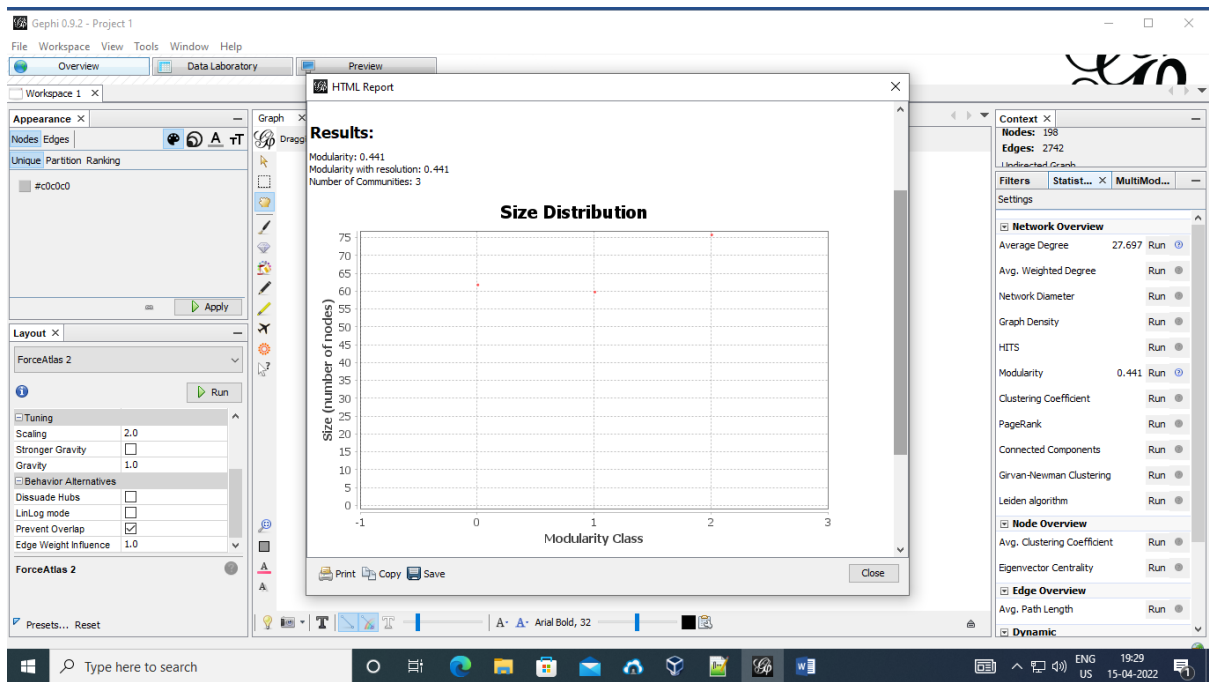 Gephi 0.9.2 - Project 1
File Workspace View Tools Window Help
Overview Data Laboratory Preview
Workspace 1 ×
Appearance ×
Nodes Edges
Unique Partition Ranking
#c0c0c0
Apply
Layout ×
ForceAtlas 2
Run
Tuning
Scaling 2.0
Stronger Gravity
Gravity 1.0
Behavior Alternatives
Dissuade Hubs
LinLog mode
Prevent Overlap
Edge Weight Influence 1.0
ForceAtlas 2
Presets... Reset
Graph ×
Dragg
HTML Report
Results:
Modularity: 0.441
Modularity with resolution: 0.441
Number of Communities: 3
Size Distribution
Size (number of nodes)
75
70
65
60
55
50
45
40
35
30
25
20
15
10
5
0
-1 0 1 2 3
Modularity Class
Print Copy Save Close
T T A- A- Arial Bold, 32
Context ×
Nodes: 198
Edges: 2742
Undirected Graph
Filters Statist... × MultiMod...
Settings
Network Overview
Average Degree 27.697 Run
Avg. Weighted Degree Run
Network Diameter Run
Graph Density Run
HITS Run
Modularity 0.441 Run
Clustering Coefficient Run
PageRank Run
Connected Components Run
Girvan-Newman Clustering Run
Leiden algorithm Run
Node Overview
Avg. Clustering Coefficient Run
Eigenvector Centrality Run
Edge Overview
Avg. Path Length Run
Dynamic
Type here to search
ENG
US
19:29
15-04-2022
1